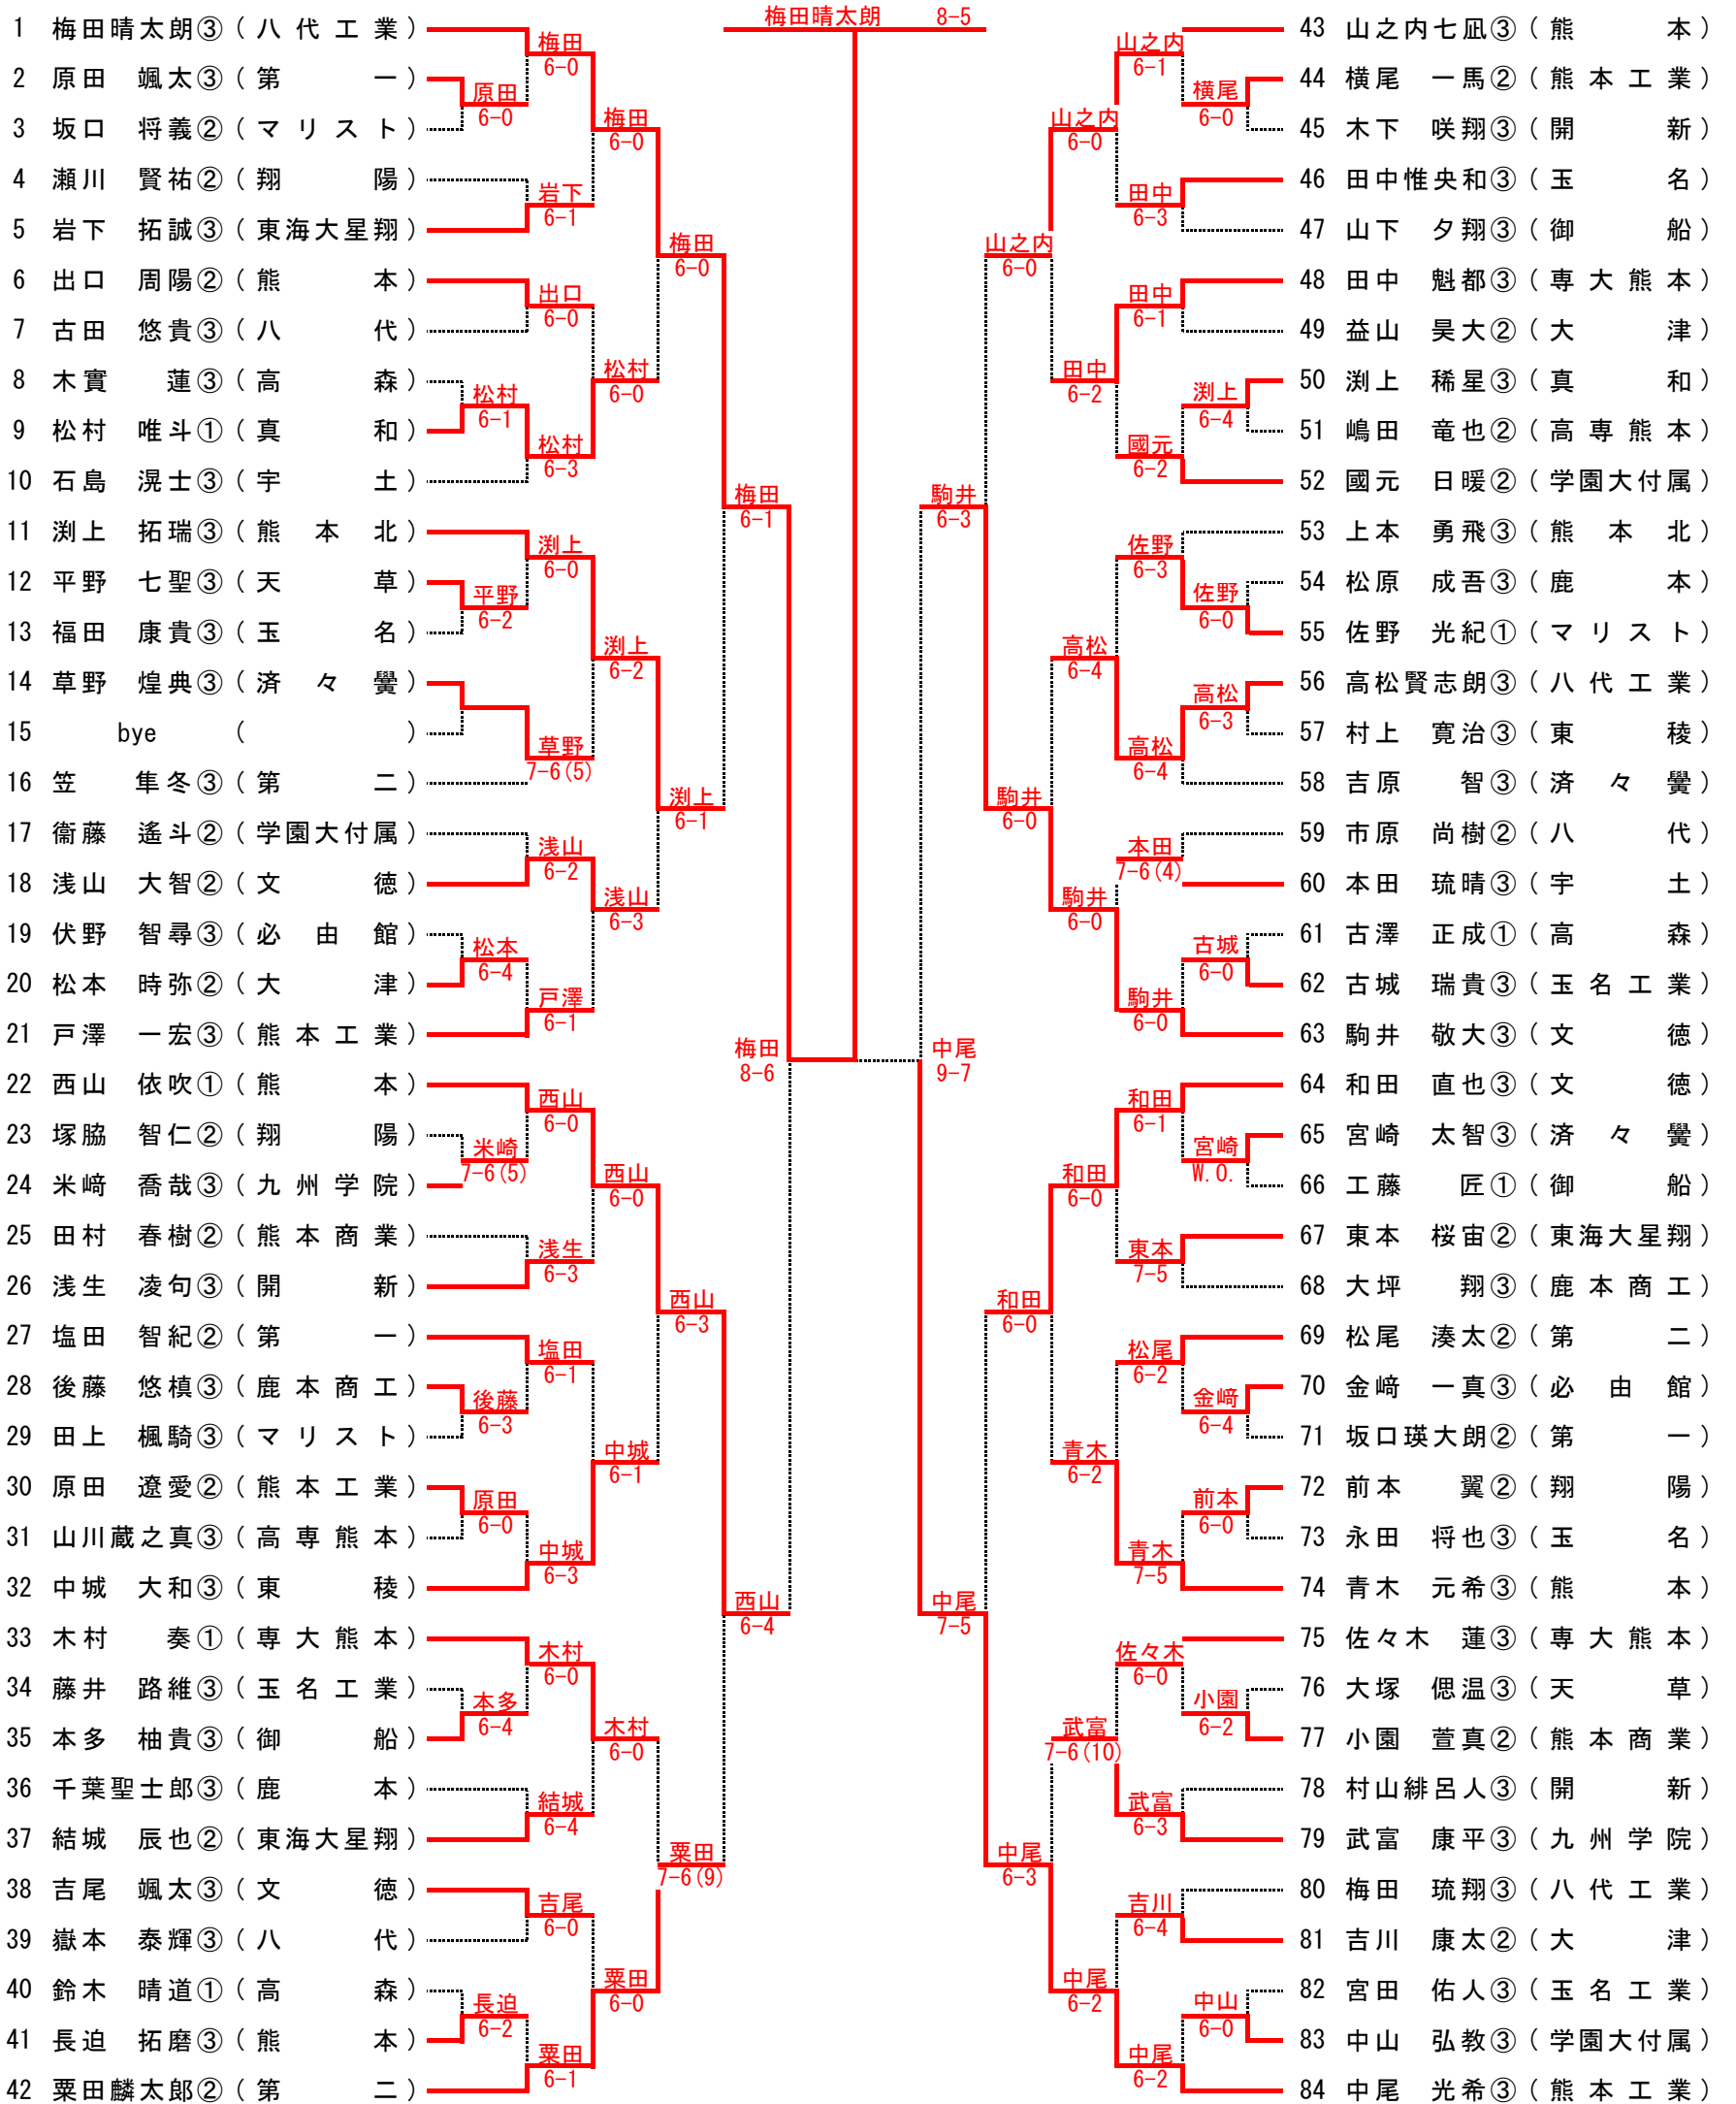 梅田晴太朗 8-5
1 梅田晴太朗③(八代工業)
2 原田 颯太③(第一)
3 坂口 将義②(マリスト)
4 瀬川 賢祐②(翔陽)
5 岩下 拓誠③(東海大星翔)
6 出口 周陽②(熊本)
7 古田 悠貴③(八代)
8 木實 蓮③(高森)
9 松村 唯斗①(真和)
10 石島 滉士③(宇土)
11 渕上 拓瑞③(熊本北)
12 平野 七聖③(天草)
13 福田 康貴③(玉名)
14 草野 煌典③(済々黌)
15 bye ( )
16 笠 隼冬③(第二)
17 衞藤 遙斗②(学園大付属)
18 浅山 大智②(文徳)
19 伏野 智尋③(必由館)
20 松本 時弥②(大津)
21 戸澤 一宏③(熊本工業)
22 西山 依吹①(熊本)
23 塚脇 智仁②(翔陽)
24 米﨑 喬哉③(九州学院)
25 田村 春樹②(熊本商業)
26 浅生 凌句③(開新)
27 塩田 智紀②(第一)
28 後藤 悠槙③(鹿本商工)
29 田上 楓騎③(マリスト)
30 原田 遼愛②(熊本工業)
31 山川蔵之真③(高専熊本)
32 中城 大和③(東稜)
33 木村 奏①(専大熊本)
34 藤井 路維③(玉名工業)
35 本多 柚貴③(御船)
36 千葉聖士郎③(鹿本)
37 結城 辰也②(東海大星翔)
38 吉尾 颯太③(文徳)
39 嶽本 泰輝③(八代)
40 鈴木 晴道①(高森)
41 長迫 拓磨③(熊本)
42 粟田麟太郎②(第二)
原田
6-0
松村
6-1
平野
6-2
松本
6-4
米崎
7-6(5)
後藤
6-3
原田
6-0
本多
6-4
長迫
6-2
梅田
6-0
岩下
6-1
出口
6-0
松村
6-3
渕上
6-0
草野
7-6(5)
浅山
6-2
戸澤
6-1
西山
6-0
浅生
6-3
塩田
6-1
中城
6-3
木村
6-0
結城
6-4
吉尾
6-0
粟田
6-1
梅田
6-0
松村
6-0
渕上
6-2
浅山
6-3
西山
6-0
中城
6-1
木村
6-0
粟田
6-0
梅田
6-0
渕上
6-1
西山
6-3
粟田
7-6(9)
梅田
6-1
西山
6-4
梅田
8-6
中尾
9-7
駒井
6-3
中尾
7-5
山之内
6-0
駒井
6-0
和田
6-0
中尾
6-3
山之内
6-0
田中
6-2
高松
6-4
駒井
6-0
和田
6-0
青木
6-2
武富
7-6(10)
中尾
6-2
山之内
6-1
田中
6-3
田中
6-1
國元
6-2
佐野
6-3
高松
6-4
本田
7-6(4)
駒井
6-0
和田
6-1
東本
7-5
松尾
6-2
青木
7-5
佐々木
6-0
武富
6-3
吉川
6-4
中尾
6-2
横尾
6-0
渕上
6-4
佐野
6-0
高松
6-3
古城
6-0
宮崎
W.O.
金﨑
6-4
前本
6-0
小園
6-2
中山
6-0
43 山之内七凪③(熊本)
44 横尾 一馬②(熊本工業)
45 木下 咲翔③(開新)
46 田中惟央和③(玉名)
47 山下 夕翔③(御船)
48 田中 魁都③(専大熊本)
49 益山 昊大②(大津)
50 渕上 稀星③(真和)
51 嶋田 竜也②(高専熊本)
52 國元 日暖②(学園大付属)
53 上本 勇飛③(熊本北)
54 松原 成吾③(鹿本)
55 佐野 光紀①(マリスト)
56 高松賢志朗③(八代工業)
57 村上 寛治③(東稜)
58 吉原 智③(済々黌)
59 市原 尚樹②(八代)
60 本田 琉晴③(宇土)
61 古澤 正成①(高森)
62 古城 瑞貴③(玉名工業)
63 駒井 敬大③(文徳)
64 和田 直也③(文徳)
65 宮崎 太智③(済々黌)
66 工藤 匠①(御船)
67 東本 桜宙②(東海大星翔)
68 大坪 翔③(鹿本商工)
69 松尾 湊太②(第二)
70 金﨑 一真③(必由館)
71 坂口瑛大朗②(第一)
72 前本 翼②(翔陽)
73 永田 将也③(玉名)
74 青木 元希③(熊本)
75 佐々木 蓮③(専大熊本)
76 大塚 偲温③(天草)
77 小園 萱真②(熊本商業)
78 村山緋呂人③(開新)
79 武富 康平③(九州学院)
80 梅田 琉翔③(八代工業)
81 吉川 康太②(大津)
82 宮田 佑人③(玉名工業)
83 中山 弘教③(学園大付属)
84 中尾 光希③(熊本工業)